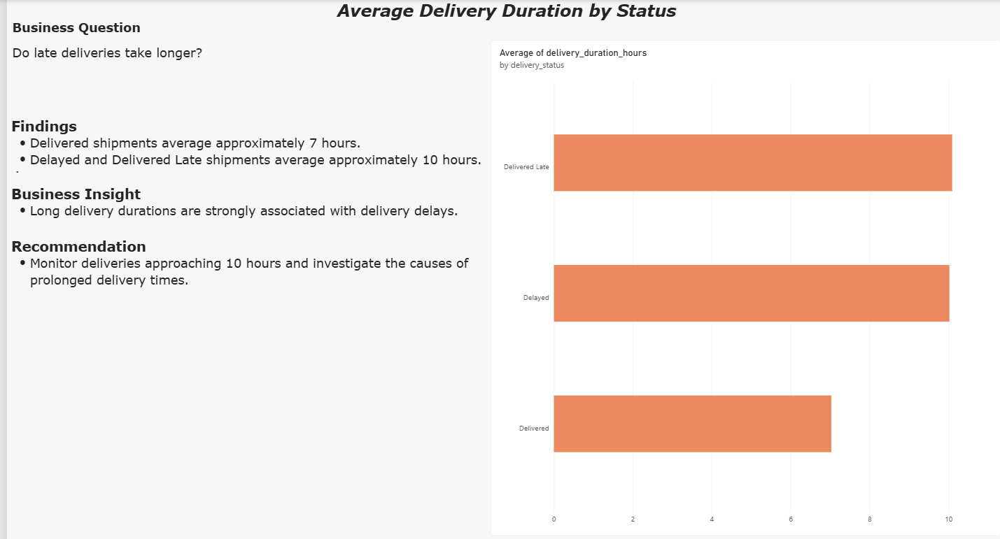 Average Delivery Duration by Status
Business Question
Do late deliveries take longer?
Findings
• Delivered shipments average approximately 7 hours.
• Delayed and Delivered Late shipments average approximately 10 hours.
.
Business Insight
• Long delivery durations are strongly associated with delivery delays.
Recommendation
• Monitor deliveries approaching 10 hours and investigate the causes of
prolonged delivery times.
Average of delivery_duration_hours
by delivery_status
Delivered Late
Delayed
Delivered
0 2 4 6 8 10